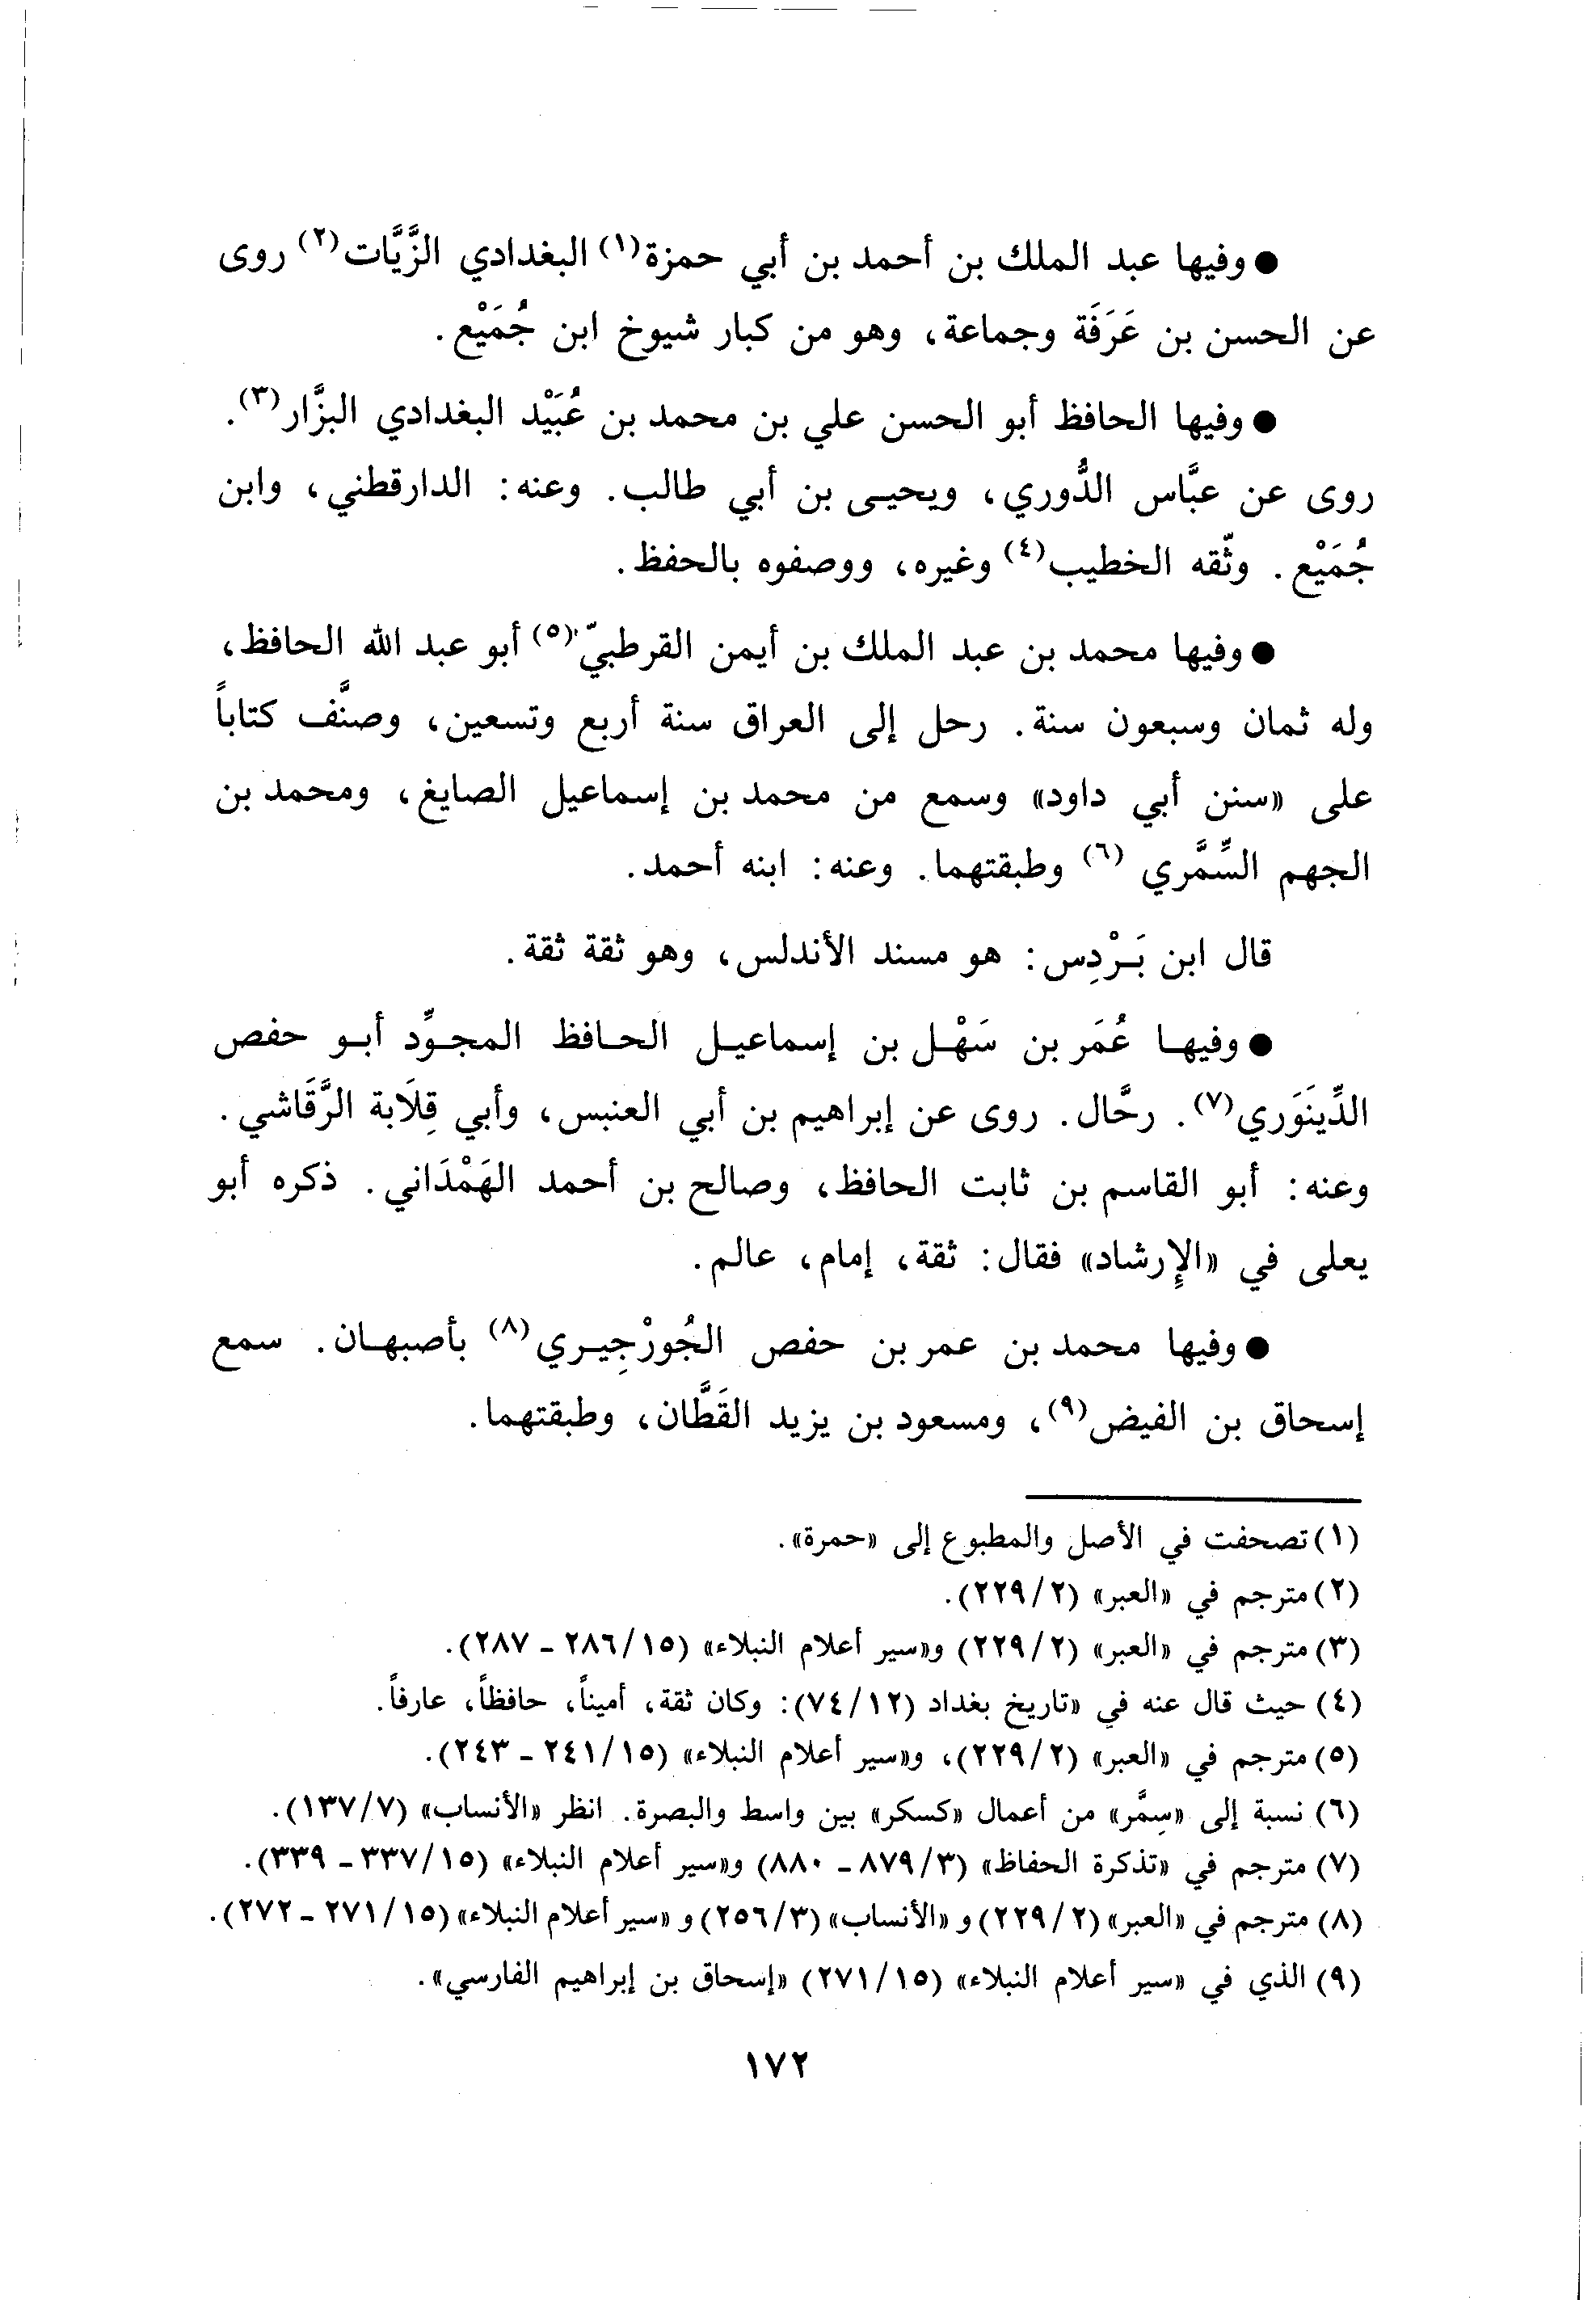 ● وفيها عبد الملك بن أحمد بن أبي حمزة(١) البغدادي الزَّيَّات(٢) روى
عن الحسن بن عَرَفَة وجماعة، وهو من كبار شيوخ ابن جُمَيْع.
● وفيها الحافظ أبو الحسن علي بن محمد بن عُبَيْد البغدادي البزَّار(٣).
روى عن عبَّاس الدُّوري، ويحيـى بن أبي طالب. وعنه: الدارقطني، وابن
جُمَيْع. وثّقه الخطيب(٤) وغيره، ووصفوه بالحفظ.
● وفيها محمد بن عبد الملك بن أيمن القرطبيّ(٥) أبو عبد الله الحافظ،
وله ثمان وسبعون سنة. رحل إلى العراق سنة أربع وتسعين، وصنَّف كتاباً
على «سنن أبي داود» وسمع من محمد بن إسماعيل الصايغ، ومحمد بن
الجهم السِّمَّري (٦) وطبقتهما. وعنه: ابنه أحمد.
قال ابن بَـرْدِس: هو مسند الأندلس، وهو ثقة ثقة.
● وفيهـا عُمَر بن سَهْـل بن إسماعيـل الحـافظ المجـوِّد أبـو حفص
الدِّينَوَري(٧). رحَّال. روى عن إبراهيم بن أبي العنبس، وأبي قِلَابة الرَّقَاشي.
وعنه: أبو القاسم بن ثابت الحافظ، وصالح بن أحمد الهَمْدَاني. ذكره أبو
يعلى في «الإِرشاد» فقال: ثقة، إمام، عالم.
● وفيها محمد بن عمر بن حفص الجُورْجِيـري(٨) بأصبهـان. سمع
إسحاق بن الفيض(٩)، ومسعود بن يزيد القَطَّان، وطبقتهما.
(١) تصحفت في الأصل والمطبوع إلى «حمرة».
(٢) مترجم في «العبر» (٢/ ٢٢٩).
(٣) مترجم في «العبر» (٢/ ٢٢٩) و«سير أعلام النبلاء» (١٥/ ٢٨٦ - ٢٨٧).
(٤) حيث قال عنه في «تاريخ بغداد (١٢/ ٧٤): وكان ثقة، أميناً، حافظاً، عارفاً.
(٥) مترجم في «العبر» (٢/ ٢٢٩)، و«سير أعلام النبلاء» (١٥/ ٢٤١ - ٢٤٣).
(٦) نسبة إلى «سِمَّر» من أعمال «كسكر» بين واسط والبصرة. انظر «الأنساب» (٧/ ١٣٧).
(٧) مترجم في «تذكرة الحفاظ» (٣/ ٨٧٩ - ٨٨٠) و«سير أعلام النبلاء» (١٥/ ٣٣٧ - ٣٣٩).
(٨) مترجم في «العبر» (٢/ ٢٢٩) و «الأنساب» (٣/ ٢٥٦) و «سير أعلام النبلاء» (١٥/ ٢٧١ - ٢٧٢).
(٩) الذي في «سير أعلام النبلاء» (١٥/ ٢٧١) «إسحاق بن إبراهيم الفارسي».
١٧٢